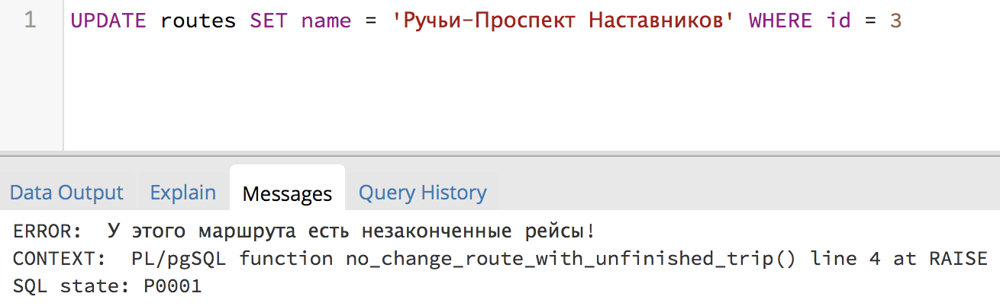 1 UPDATE routes SET name = 'Ручьи-Проспект Наставников' WHERE id = 3
Data Output Explain Messages Query History
ERROR:  У этого маршрута есть незаконченные рейсы!
CONTEXT:  PL/pgSQL function no_change_route_with_unfinished_trip() line 4 at RAISE
SQL state: P0001